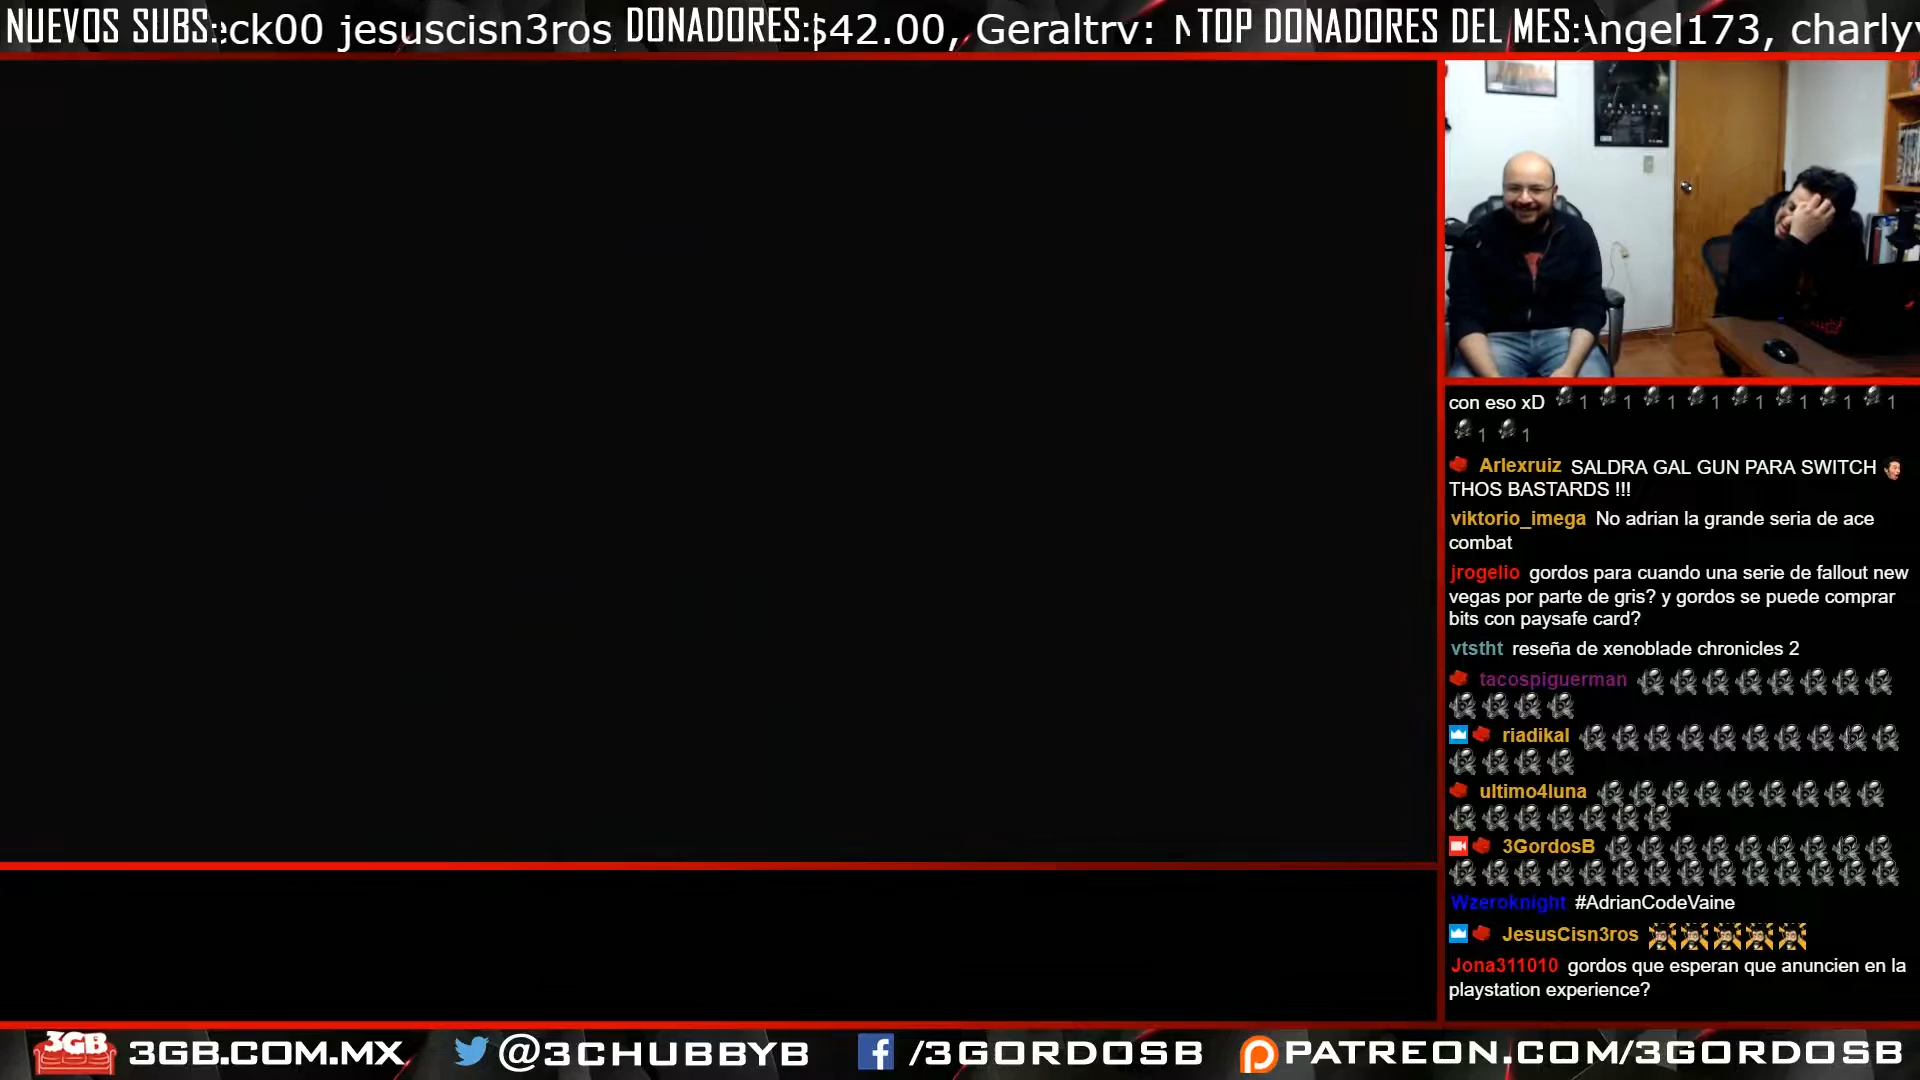 NUEVOS SUBS: ck00 jesuscisn3ros DONADORES: $42.00, Geraltrv: TOP DONADORES DEL MES: Angel173, charly
ALIEN
ISOLATION
con eso xD 1 1 1 1 1 1 1 1
1 1
Arlexruiz SALDRA GAL GUN PARA SWITCH
THOS BASTARDS !!!
viktorio_imega No adrian la grande seria de ace
combat
jrogelio gordos para cuando una serie de fallout new
vegas por parte de gris? y gordos se puede comprar
bits con paysafe card?
vtstht reseña de xenoblade chronicles 2
tacospiguerman
riadikal
ultimo4luna
3GordosB
Wzeroknight #AdrianCodeVaine
JesusCisn3ros
Jona311010 gordos que esperan que anuncien en la
playstation experience?
3GB 3GB.COM.MX @3CHUBBYB /3GORDOSB PATREON.COM/3GORDOSB